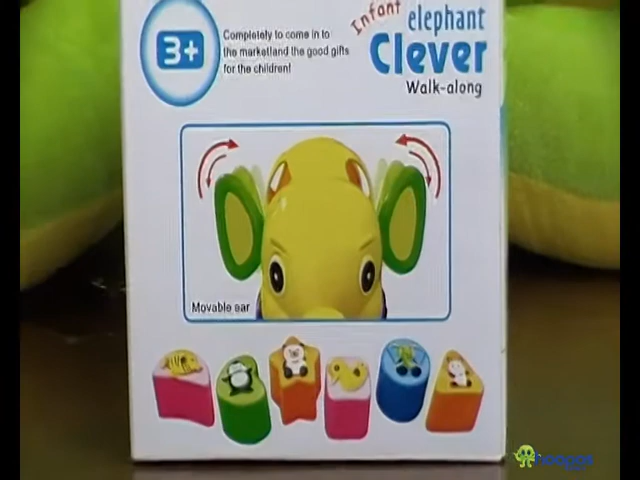 Infant elephant
Clever
Walk-along
3+
Completely to come in to
the marketland the good gifts
for the children!
Movable ear